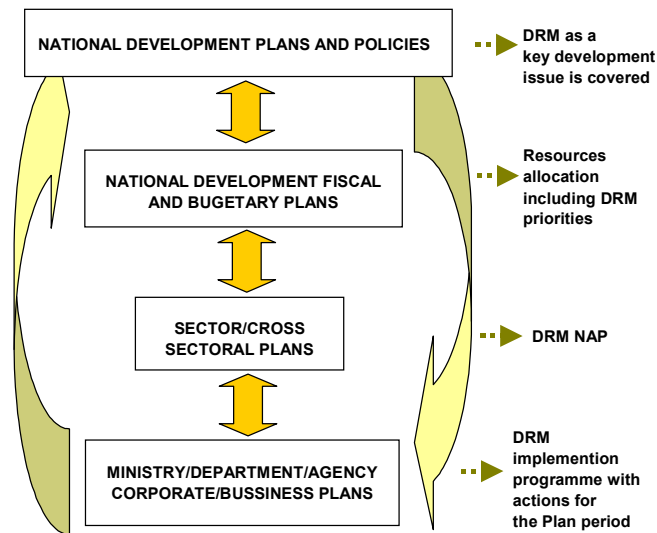 NATIONAL DEVELOPMENT PLANS AND POLICIES
DRM as a
key development
issue is covered
NATIONAL DEVELOPMENT FISCAL
AND BUGETARY PLANS
Resources
allocation
including DRM
priorities
SECTOR/CROSS
SECTORAL PLANS
DRM NAP
MINISTRY/DEPARTMENT/AGENCY
CORPORATE/BUSSINESS PLANS
DRM
implemention
programme with
actions for
the Plan period